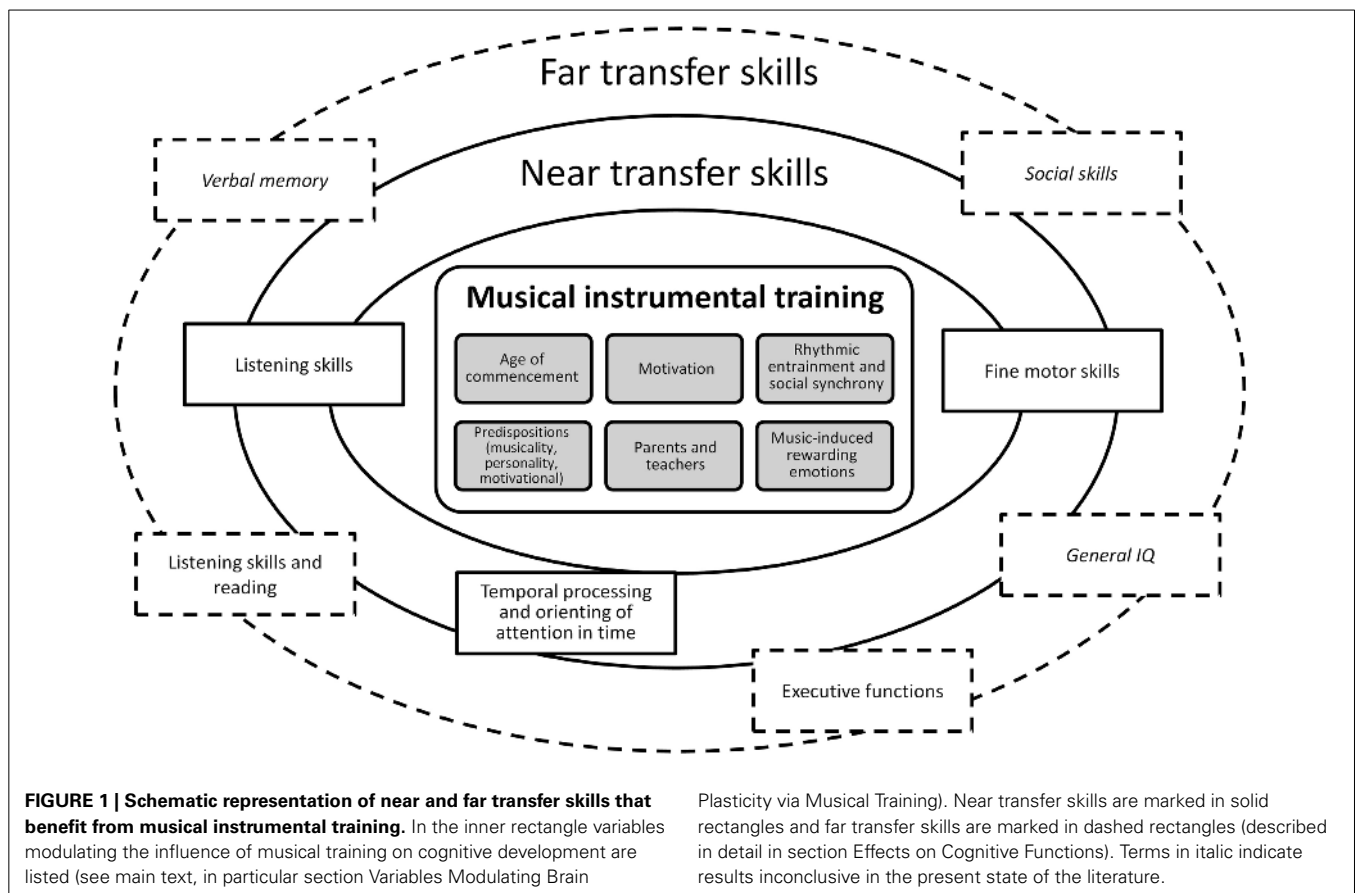 Far transfer skills
Near transfer skills
Verbal memory
Social skills
Musical instrumental training
Age of
commencement
Motivation
Rhythmic
entrainment and
social synchrony
Predispositions
(musicality,
personality,
motivational)
Parents and
teachers
Music-induced
rewarding
emotions
Listening skills
Fine motor skills
Listening skills and
reading
Temporal processing
and orienting of
attention in time
General IQ
Executive functions
FIGURE 1 | Schematic representation of near and far transfer skills that
benefit from musical instrumental training. In the inner rectangle variables
modulating the influence of musical training on cognitive development are
listed (see main text, in particular section Variables Modulating Brain
Plasticity via Musical Training). Near transfer skills are marked in solid
rectangles and far transfer skills are marked in dashed rectangles (described
in detail in section Effects on Cognitive Functions). Terms in italic indicate
results inconclusive in the present state of the literature.